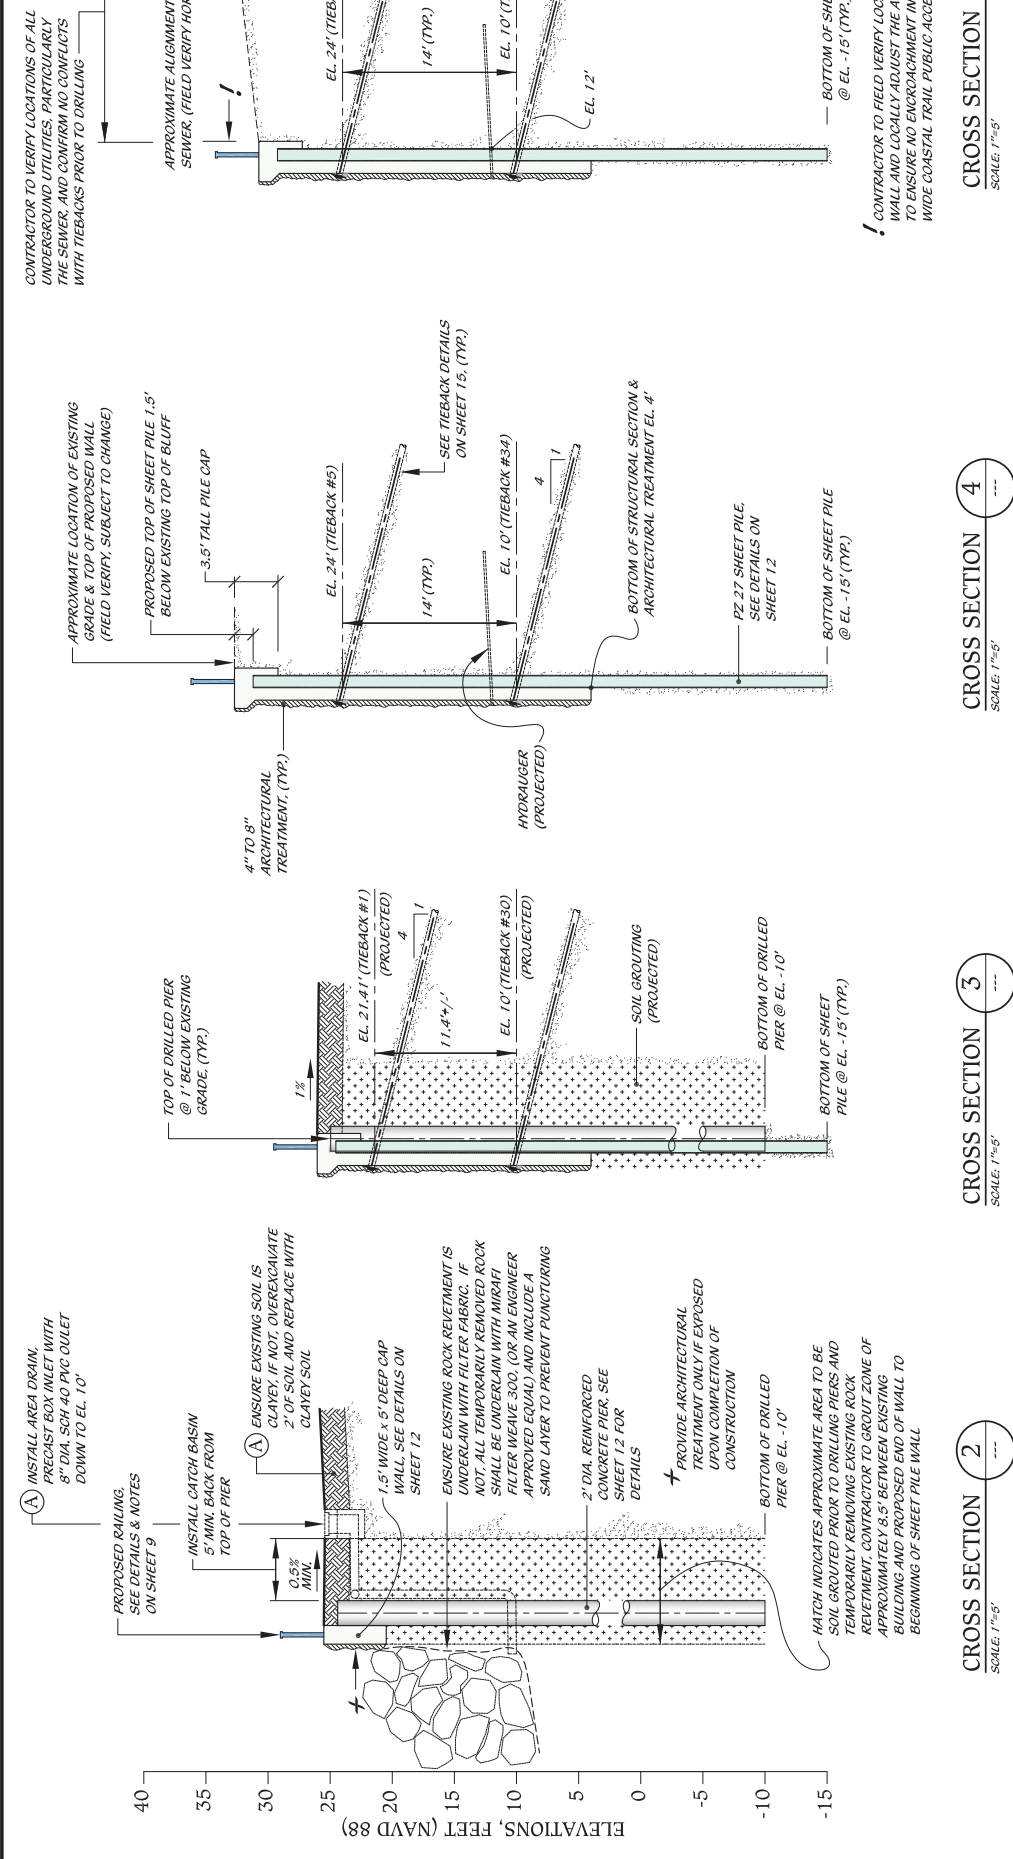 ELEVATIONS, FEET (NAVD 88)
40
35
30
25
20
15
10
5
0
-5
-10
-15
A INSTALL AREA DRAIN,
PRECAST BOX INLET WITH
8" DIA. SCH 40 PVC OULET
DOWN TO EL. 10'
PROPOSED RAILING,
SEE DETAILS & NOTES
ON SHEET 9
INSTALL CATCH BASIN
5' MIN. BACK FROM
TOP OF PIER
0.5%
MIN.
A ENSURE EXISTING SOIL IS
CLAYEY, IF NOT, OVEREXCAVATE
2' OF SOIL AND REPLACE WITH
CLAYEY SOIL
1.5' WIDE x 5' DEEP CAP
WALL, SEE DETAILS ON
SHEET 12
ENSURE EXISTING ROCK REVETMENT IS
UNDERLAIN WITH FILTER FABRIC. IF
NOT, ALL TEMPORARILY REMOVED ROCK
SHALL BE UNDERLAIN WITH MIRAFI
FILTER WEAVE 300, (OR AN ENGINEER
APPROVED EQUAL) AND INCLUDE A
SAND LAYER TO PREVENT PUNCTURING
2' DIA. REINFORCED
CONCRETE PIER, SEE
SHEET 12 FOR
DETAILS
+
+ PROVIDE ARCHITECTURAL
TREATMENT ONLY IF EXPOSED
UPON COMPLETION OF
CONSTRUCTION
BOTTOM OF DRILLED
PIER @ EL. -10'
HATCH INDICATES APPROXIMATE AREA TO BE
SOIL GROUTED PRIOR TO DRILLING PIERS AND
TEMPORARILY REMOVING EXISTING ROCK
REVETMENT. CONTRACTOR TO GROUT ZONE OF
APPROXIMATELY 8.5' BETWEEN EXISTING
BUILDING AND PROPOSED END OF WALL TO
BEGINNING OF SHEET PILE WALL
CROSS SECTION 2
---
SCALE: 1"=5'
TOP OF DRILLED PIER
@ 1' BELOW EXISTING
GRADE, (TYP.)
1%
EL. 21.41' (TIEBACK #1)
(PROJECTED)
4
1
11.4'+/-
EL. 10' (TIEBACK #30)
(PROJECTED)
SOIL GROUTING
(PROJECTED)
BOTTOM OF DRILLED
PIER @ EL. -10'
BOTTOM OF SHEET
PILE @ EL. -15' (TYP.)
CROSS SECTION 3
---
SCALE: 1"=5'
APPROXIMATE LOCATION OF EXISTING
GRADE & TOP OF PROPOSED WALL
(FIELD VERIFY, SUBJECT TO CHANGE)
PROPOSED TOP OF SHEET PILE 1.5'
BELOW EXISTING TOP OF BLUFF
3.5' TALL PILE CAP
4" TO 8"
ARCHITECTURAL
TREATMENT, (TYP.)
EL. 24' (TIEBACK #5)
SEE TIEBACK DETAILS
ON SHEET 15, (TYP.)
14' (TYP.)
EL. 10' (TIEBACK #34)
4
1
HYDRAUGER
(PROJECTED)
BOTTOM OF STRUCTURAL SECTION &
ARCHITECTURAL TREATMENT EL. 4'
PZ 27 SHEET PILE,
SEE DETAILS ON
SHEET 12
BOTTOM OF SHEET PILE
@ EL. -15' (TYP.)
CROSS SECTION 4
---
SCALE: 1"=5'
CONTRACTOR TO VERIFY LOCATIONS OF ALL
UNDERGROUND UTILITIES, PARTICULARLY
THE SEWER, AND CONFIRM NO CONFLICTS
WITH TIEBACKS PRIOR TO DRILLING
APPROXIMATE ALIGNMENT
SEWER, (FIELD VERIFY HOR
!
EL. 24' (TIEB
14' (TYP.)
EL. 10' (T
EL. 12'
BOTTOM OF SHE
@ EL. -15' (TYP.)
! CONTRACTOR TO FIELD VERIFY LOC
WALL AND LOCALLY ADJUST THE A
TO ENSURE NO ENCROACHMENT IN
WIDE COASTAL TRAIL PUBLIC ACCE
CROSS SECTION
SCALE: 1"=5'